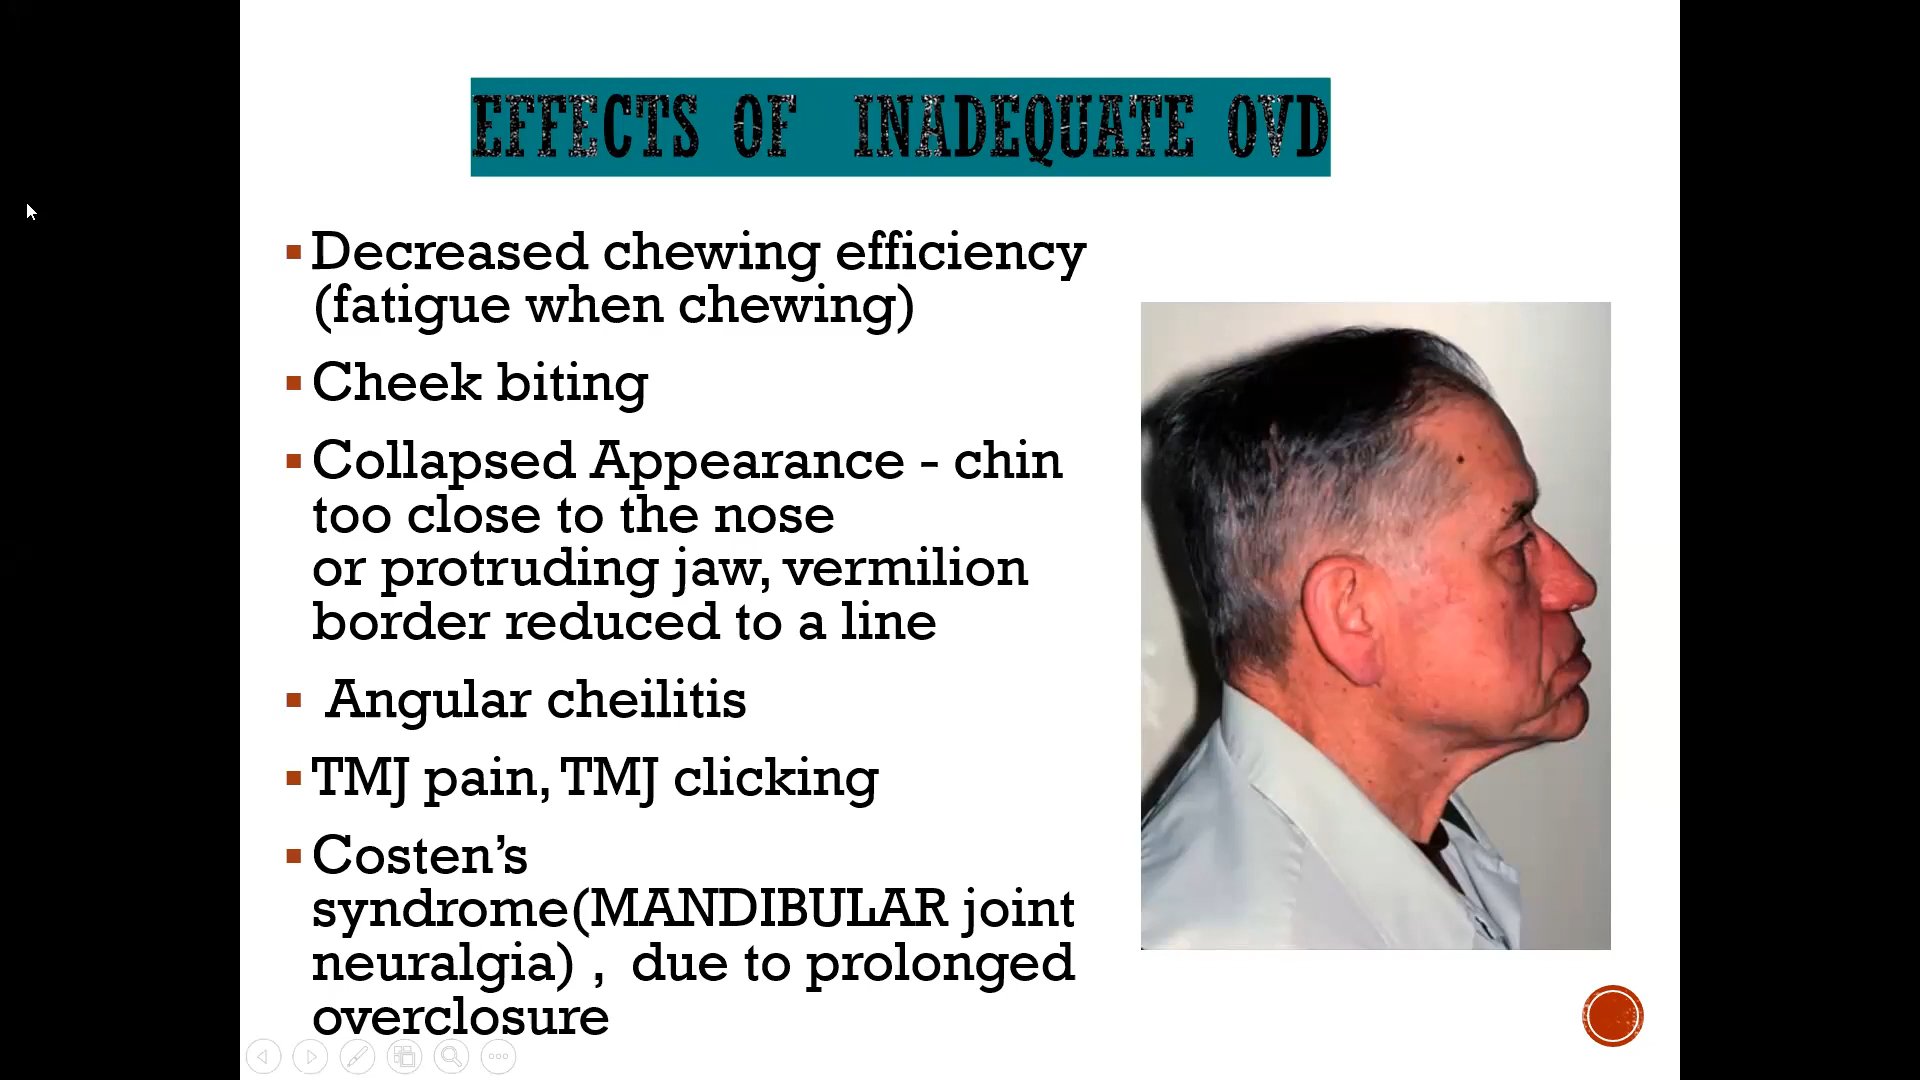 EFFECTS OF INADEQUATE OVD
Decreased chewing efficiency
(fatigue when chewing)
Cheek biting
Collapsed Appearance - chin
too close to the nose
or protruding jaw, vermilion
border reduced to a line
Angular cheilitis
TMJ pain, TMJ clicking
Costen’s
syndrome(MANDIBULAR joint
neuralgia) , due to prolonged
overclosure